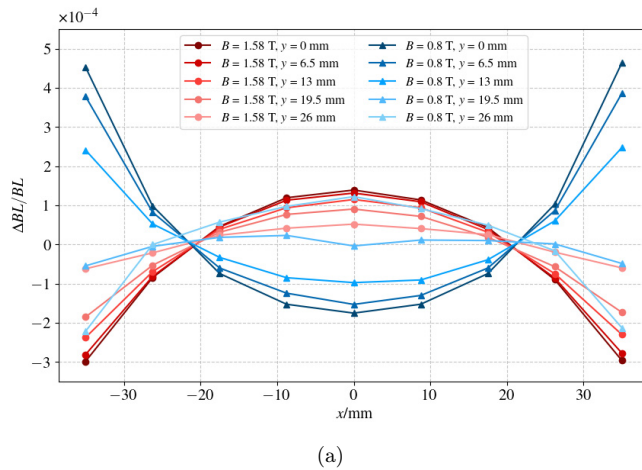 ×10⁻⁴
5
4
3
2
1
0
−1
−2
−3
ΔBL/BL
B = 1.58 T, y = 0 mm
B = 1.58 T, y = 6.5 mm
B = 1.58 T, y = 13 mm
B = 1.58 T, y = 19.5 mm
B = 1.58 T, y = 26 mm
B = 0.8 T, y = 0 mm
B = 0.8 T, y = 6.5 mm
B = 0.8 T, y = 13 mm
B = 0.8 T, y = 19.5 mm
B = 0.8 T, y = 26 mm
−30 −20 −10 0 10 20 30
x/mm
(a)